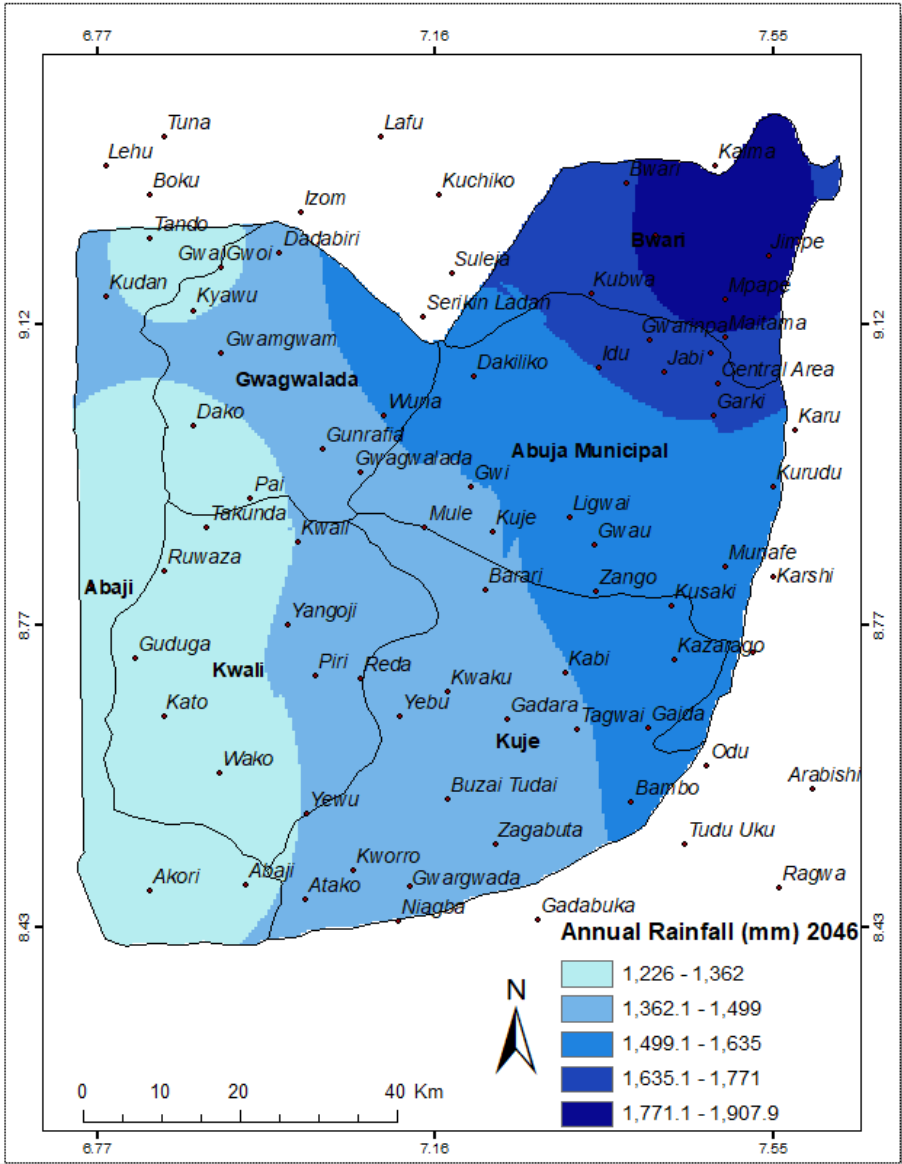 6.77 7.16 7.55
Tuna
Lafu
Lehu
Kalma
Boku
Kuchiko
Bwari
Izom
Tando
Dadabiri
Bwari
Gwai Gwoi
Jimpe
Suleja
Kudan
Kyawu
Kubwa
Mpape
Serikin Ladan
9.12 9.12
Gwamgwam
Gwarinpal
Maitama
Gwagwalada
Dakiliko
Idu
Jabi
Central Area
Dako
Wuna
Garki
Karu
Gunrafia
Abuja Municipal
Gwagwalada
Gwi
Kurudu
Pai
Takunda
Kwali
Mule
Kuje
Ligwai
Gwau
Ruwaza
Munafe
Abaji
Barari
Zango
Karshi
Kusaki
8.77 8.77
Yangoji
Guduga
Kwali
Piri
Reda
Kabi
Kazarago
Kwaku
Kato
Yebu
Gadara
Tagwai
Gaida
Kuje
Wako
Odu
Buzai Tudai
Bambo
Arabishi
Yewu
Zagabuta
Tudu Uku
Kworro
Akori
Abaji
Atako
Gwargwada
Ragwa
Niagba
Gadabuka
8.43 8.43
Annual Rainfall (mm) 2046
1,226 - 1,362
1,362.1 - 1,499
1,499.1 - 1,635
1,635.1 - 1,771
1,771.1 - 1,907.9
N
0 10 20 40 Km
6.77 7.16 7.55